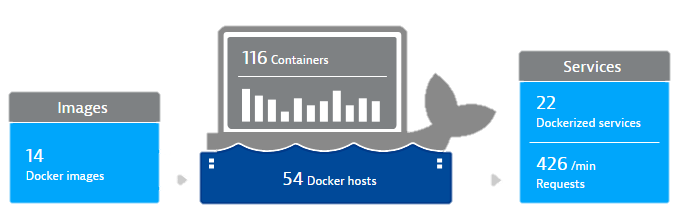 Images
14
Docker images
116 Containers
54 Docker hosts
Services
22
Dockerized services
426 /min
Requests